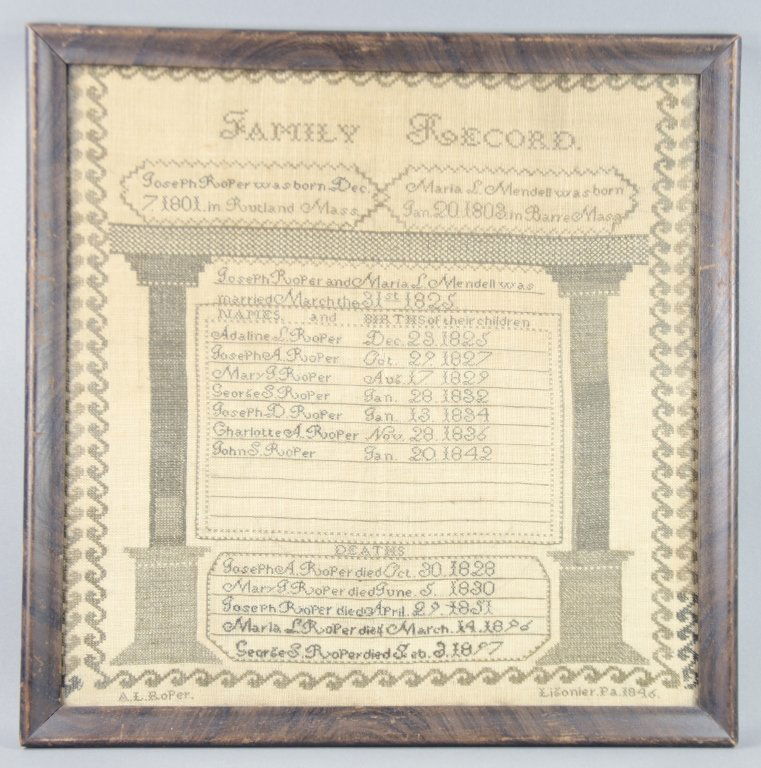 FAMILY RECORD.
Joseph Roper was born Dec.
7 1801. in Rutland Mass.
Maria L. Mendell was born
Jan. 20. 1803. in Barre Mass
Joseph Roper and Maria L. Mendell was
married March the 31st 1825
NAMES and BIRTHS of their children
Adaline L. Roper Dec. 23. 1825
Joseph A. Roper Oct. 29. 1827
Mary J. Roper Aug. 17 1829
George S. Roper Jan. 28. 1832
Joseph D. Roper Jan. 13 1834
Charlotte A. Roper Nov. 28. 1836
John S. Roper Jan. 20. 1842
DEATHS
Joseph A. Roper died Oct. 30. 1828
Mary J. Roper died June. 5. 1830
Joseph Roper died April. 29. 1851
Maria L. Roper died March. 14. 1896
George S. Roper died Feb. 3. 1897
A. L. Roper.
Ligonier. Pa. 1846.